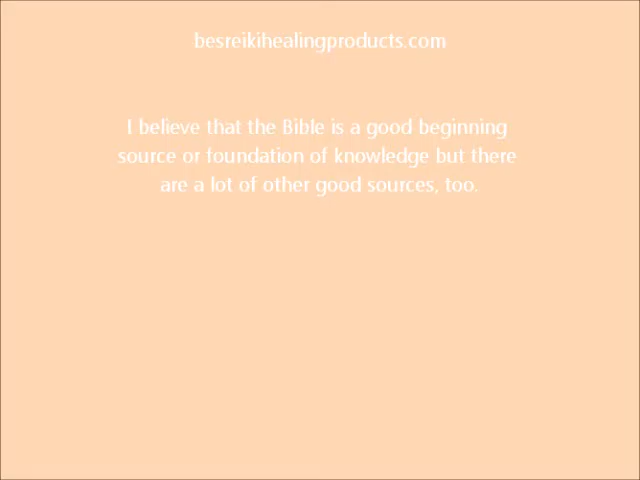 besreikihealingproducts.com
I believe that the Bible is a good beginning
source or foundation of knowledge but there
are a lot of other good sources, too.